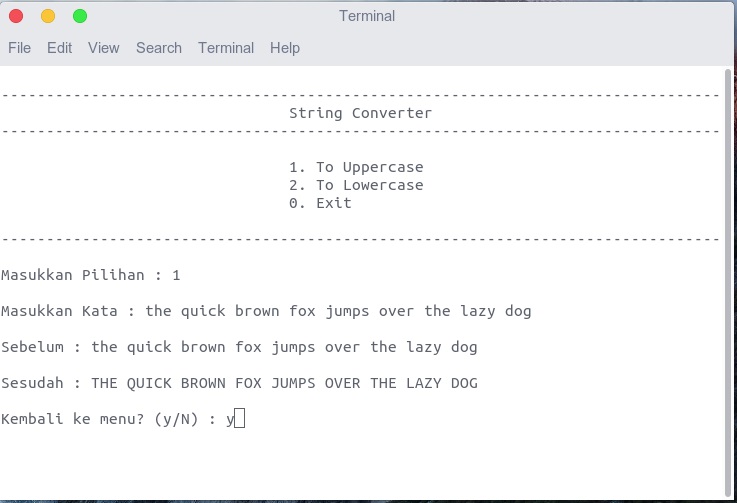 Terminal
File Edit View Search Terminal Help
--------------------------------------------------------------------------------
String Converter
--------------------------------------------------------------------------------
1. To Uppercase
2. To Lowercase
0. Exit
--------------------------------------------------------------------------------
Masukkan Pilihan : 1
Masukkan Kata : the quick brown fox jumps over the lazy dog
Sebelum : the quick brown fox jumps over the lazy dog
Sesudah : THE QUICK BROWN FOX JUMPS OVER THE LAZY DOG
Kembali ke menu? (y/N) : y